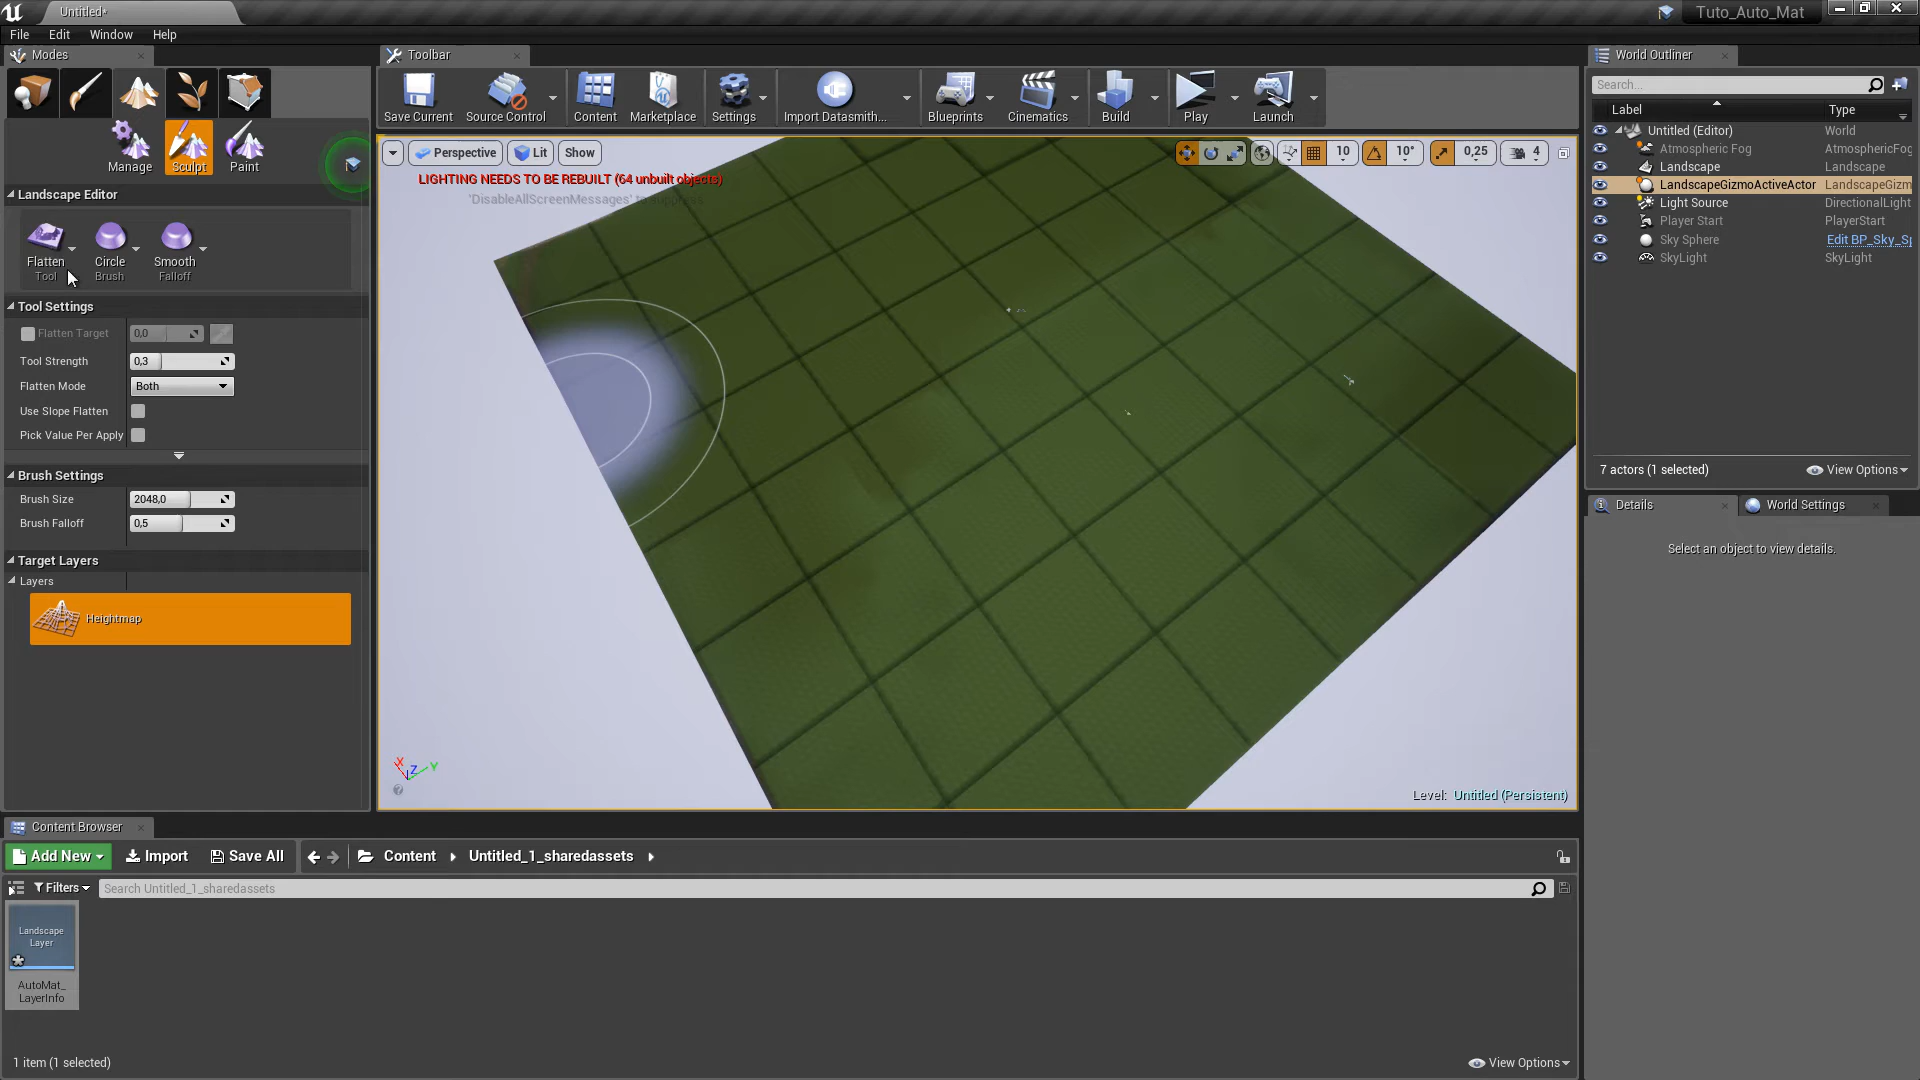 Untitled*
Tuto_Auto_Mat
File Edit Window Help
Modes
Toolbar
World Outliner
Save Current
Source Control
Content
Marketplace
Settings
Import Datasmith...
Blueprints
Cinematics
Build
Play
Launch
Manage
Sculpt
Paint
Landscape Editor
Flatten
Tool
Circle
Brush
Smooth
Falloff
Tool Settings
Flatten Target 0,0
Tool Strength 0,3
Flatten Mode Both
Use Slope Flatten
Pick Value Per Apply
Brush Settings
Brush Size 2048,0
Brush Falloff 0,5
Target Layers
Layers
Heightmap
Perspective Lit Show
10 10° 0,25 4
LIGHTING NEEDS TO BE REBUILT (64 unbuilt objects)
'DisableAllScreenMessages' to suppress
X Z Y
Level: Untitled (Persistent)
Search...
Label Type
Untitled (Editor) World
Atmospheric Fog AtmosphericFog
Landscape Landscape
LandscapeGizmoActiveActor LandscapeGizm
Light Source DirectionalLight
Player Start PlayerStart
Sky Sphere Edit BP_Sky_Sp
SkyLight SkyLight
7 actors (1 selected) View Options
Details World Settings
Select an object to view details.
Content Browser
Add New Import Save All Content Untitled_1_sharedassets
Filters Search Untitled_1_sharedassets
Landscape
Layer
AutoMat_
LayerInfo
1 item (1 selected) View Options